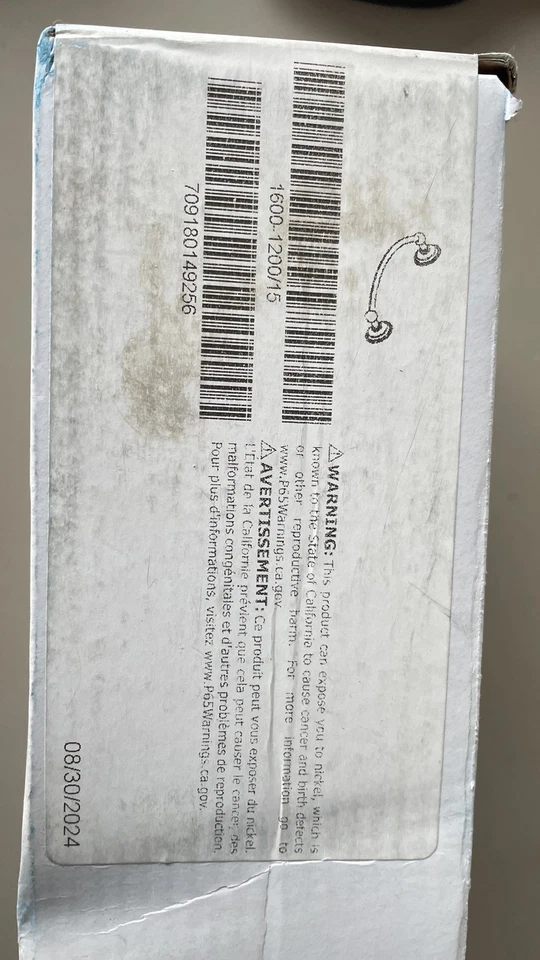 1600-1200/15
709180149256
⚠WARNING: This product can expose you to nickel, which is
known to the State of California to cause cancer and birth defects
or other reproductive harm. For more information go to
www.P65Warnings.ca.gov
⚠AVERTISSEMENT: Ce produit peut vous exposer du nickel.
L'État de la Californie prévient que cela peut causer le cancer, des
malformations congénitales et d'autres problèmes de reproduction.
Pour plus d'informations, visitez www.P65Warnings.ca.gov.
08/30/2024